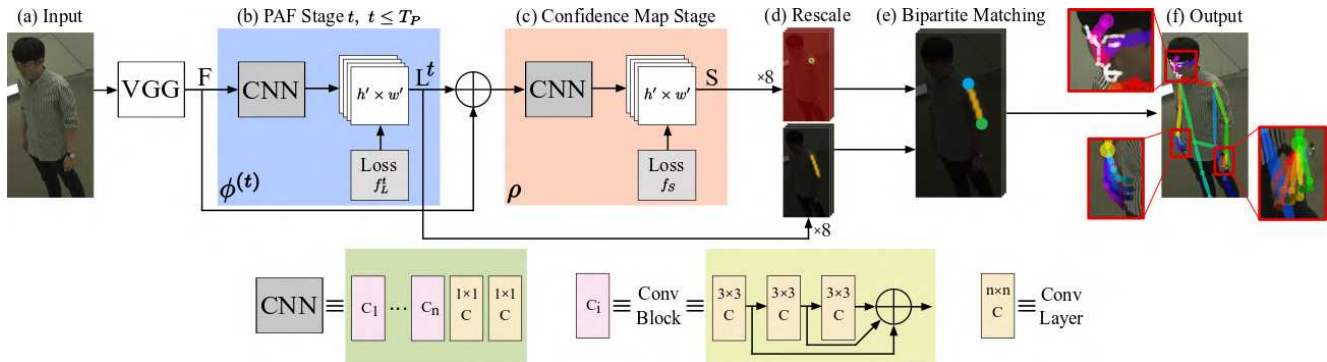 (a) Input
(b) PAF Stage t, t ≤ T_P
(c) Confidence Map Stage
(d) Rescale
(e) Bipartite Matching
(f) Output
VGG
F
CNN
h′ × w′
L^t
Loss
f_L^t
ϕ^(t)
CNN
h′ × w′
S
Loss
f_S
ρ
×8
×8
CNN
≡
C_1
...
C_n
1×1
C
1×1
C
C_i
≡
Conv
Block
≡
3×3
C
3×3
C
3×3
C
n×n
C
≡
Conv
Layer